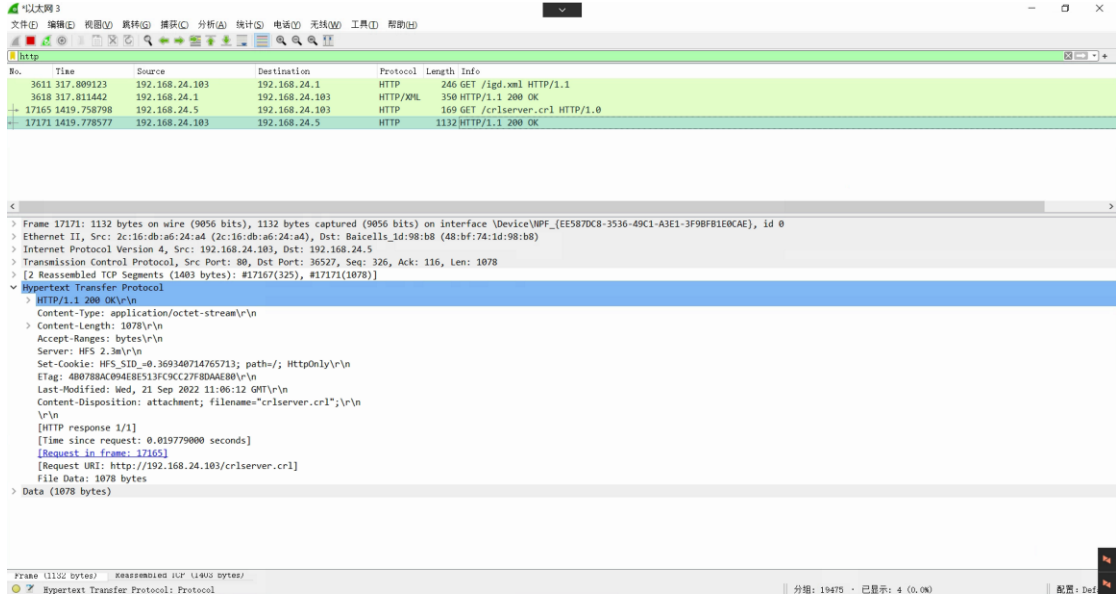 *以太网 3
文件(F) 编辑(E) 视图(V) 跳转(G) 捕获(C) 分析(A) 统计(S) 电话(Y) 无线(W) 工具(T) 帮助(H)
http
No. Time Source Destination Protocol Length Info
3611 317.809123 192.168.24.103 192.168.24.1 HTTP 246 GET /igd.xml HTTP/1.1
3618 317.811442 192.168.24.1 192.168.24.103 HTTP/XML 350 HTTP/1.1 200 OK
17165 1419.758798 192.168.24.5 192.168.24.103 HTTP 169 GET /crlserver.crl HTTP/1.0
17171 1419.778577 192.168.24.103 192.168.24.5 HTTP 1132 HTTP/1.1 200 OK
Frame 17171: 1132 bytes on wire (9056 bits), 1132 bytes captured (9056 bits) on interface \Device\NPF_{EE587DC8-3536-49C1-A3E1-3F9BFB1E0CAE}, id 0
Ethernet II, Src: 2c:16:db:a6:24:a4 (2c:16:db:a6:24:a4), Dst: Baicells_1d:98:b8 (48:bf:74:1d:98:b8)
Internet Protocol Version 4, Src: 192.168.24.103, Dst: 192.168.24.5
Transmission Control Protocol, Src Port: 80, Dst Port: 36527, Seq: 326, Ack: 116, Len: 1078
[2 Reassembled TCP Segments (1403 bytes): #17167(325), #17171(1078)]
Hypertext Transfer Protocol
HTTP/1.1 200 OK\r\n
Content-Type: application/octet-stream\r\n
Content-Length: 1078\r\n
Accept-Ranges: bytes\r\n
Server: HFS 2.3m\r\n
Set-Cookie: HFS_SID_=0.369340714765713; path=/; HttpOnly\r\n
ETag: 4B0788AC094E8E513FC9CC27F8DAAE80\r\n
Last-Modified: Wed, 21 Sep 2022 11:06:12 GMT\r\n
Content-Disposition: attachment; filename="crlserver.crl";\r\n
\r\n
[HTTP response 1/1]
[Time since request: 0.019779000 seconds]
[Request in frame: 17165]
[Request URI: http://192.168.24.103/crlserver.crl]
File Data: 1078 bytes
Data (1078 bytes)
Frame (1132 bytes) Reassembled TCP (1403 bytes)
Hypertext Transfer Protocol: Protocol 分组: 19475 · 已显示: 4 (0.0%) 配置: Def